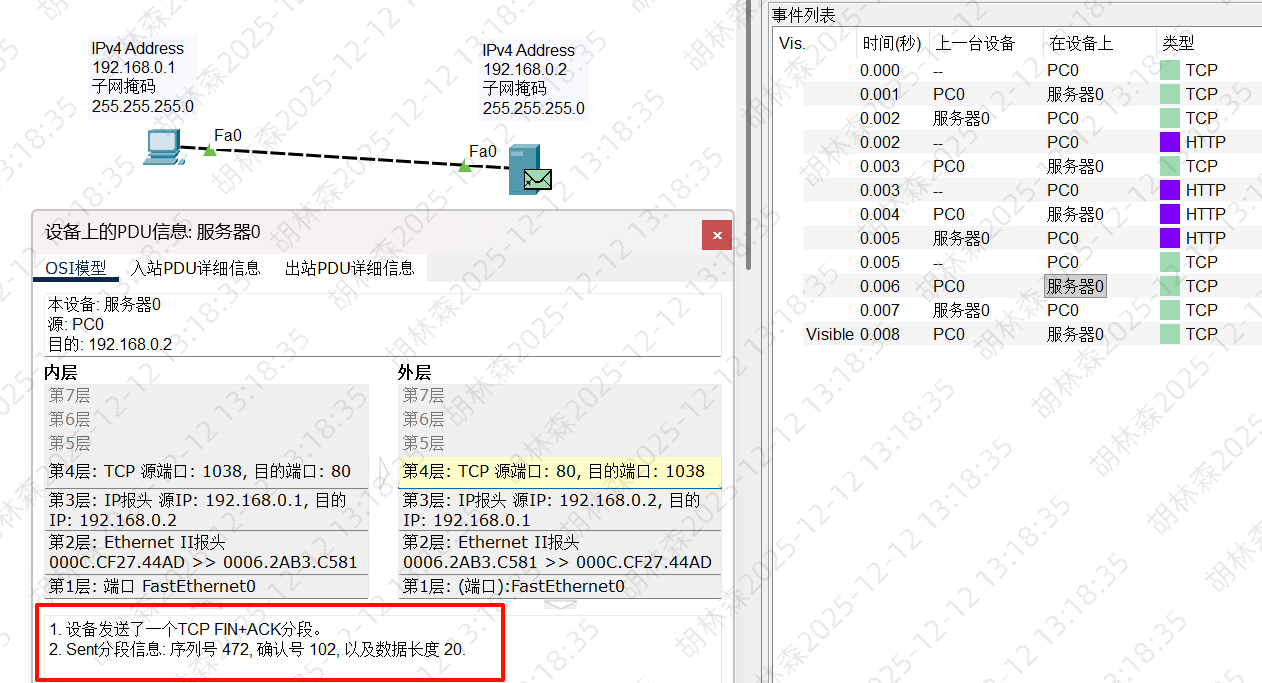 IPv4 Address
192.168.0.1
子网掩码
255.255.255.0
Fa0
IPv4 Address
192.168.0.2
子网掩码
255.255.255.0
Fa0
设备上的PDU信息: 服务器0
OSI模型 入站PDU详细信息 出站PDU详细信息
本设备: 服务器0
源: PC0
目的: 192.168.0.2
内层
第7层
第6层
第5层
第4层: TCP 源端口: 1038, 目的端口: 80
第3层: IP报头 源IP: 192.168.0.1, 目的
IP: 192.168.0.2
第2层: Ethernet II报头
000C.CF27.44AD >> 0006.2AB3.C581
第1层: 端口 FastEthernet0
外层
第7层
第6层
第5层
第4层: TCP 源端口: 80, 目的端口: 1038
第3层: IP报头 源IP: 192.168.0.2, 目的
IP: 192.168.0.1
第2层: Ethernet II报头
0006.2AB3.C581 >> 000C.CF27.44AD
第1层: (端口):FastEthernet0
1. 设备发送了一个TCP FIN+ACK分段。
2. Sent分段信息: 序列号 472, 确认号 102, 以及数据长度 20.
事件列表
Vis. 时间(秒) 上一台设备 在设备上 类型
0.000 -- PC0 TCP
0.001 PC0 服务器0 TCP
0.002 服务器0 PC0 TCP
0.002 -- PC0 HTTP
0.003 PC0 服务器0 TCP
0.003 -- PC0 HTTP
0.004 PC0 服务器0 HTTP
0.005 服务器0 PC0 HTTP
0.005 -- PC0 TCP
0.006 PC0 服务器0 TCP
0.007 服务器0 PC0 TCP
Visible 0.008 PC0 服务器0 TCP
胡林森2025-12-12 13:18:35